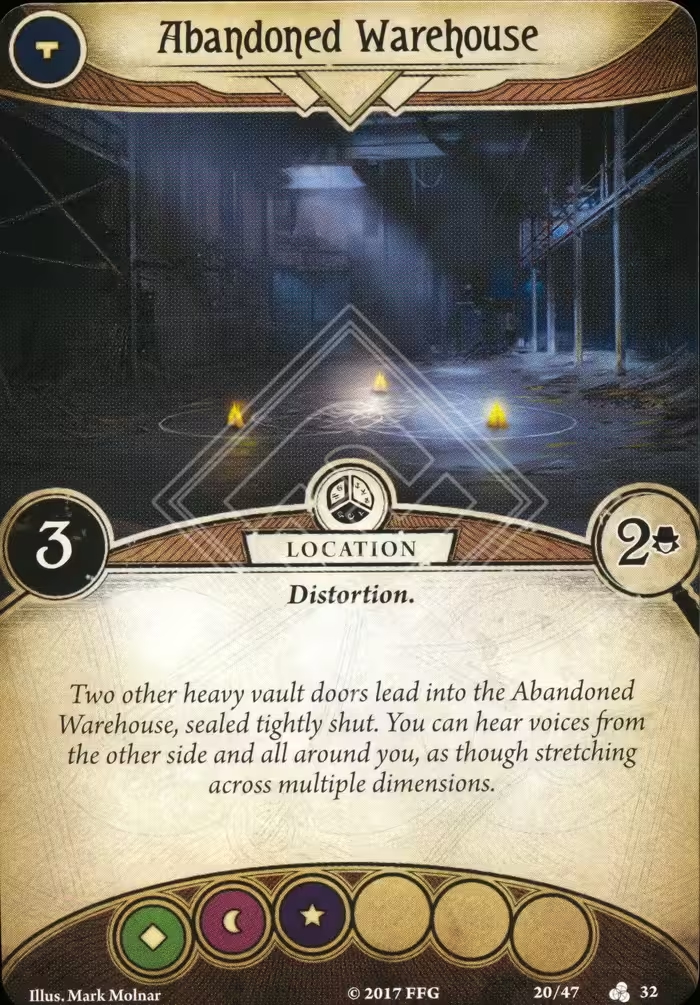 Abandoned Warehouse
3
2
LOCATION
Distortion.
Two other heavy vault doors lead into the Abandoned
Warehouse, sealed tightly shut. You can hear voices from
the other side and all around you, as though stretching
across multiple dimensions.
Illus. Mark Molnar
© 2017 FFG
20/47
32